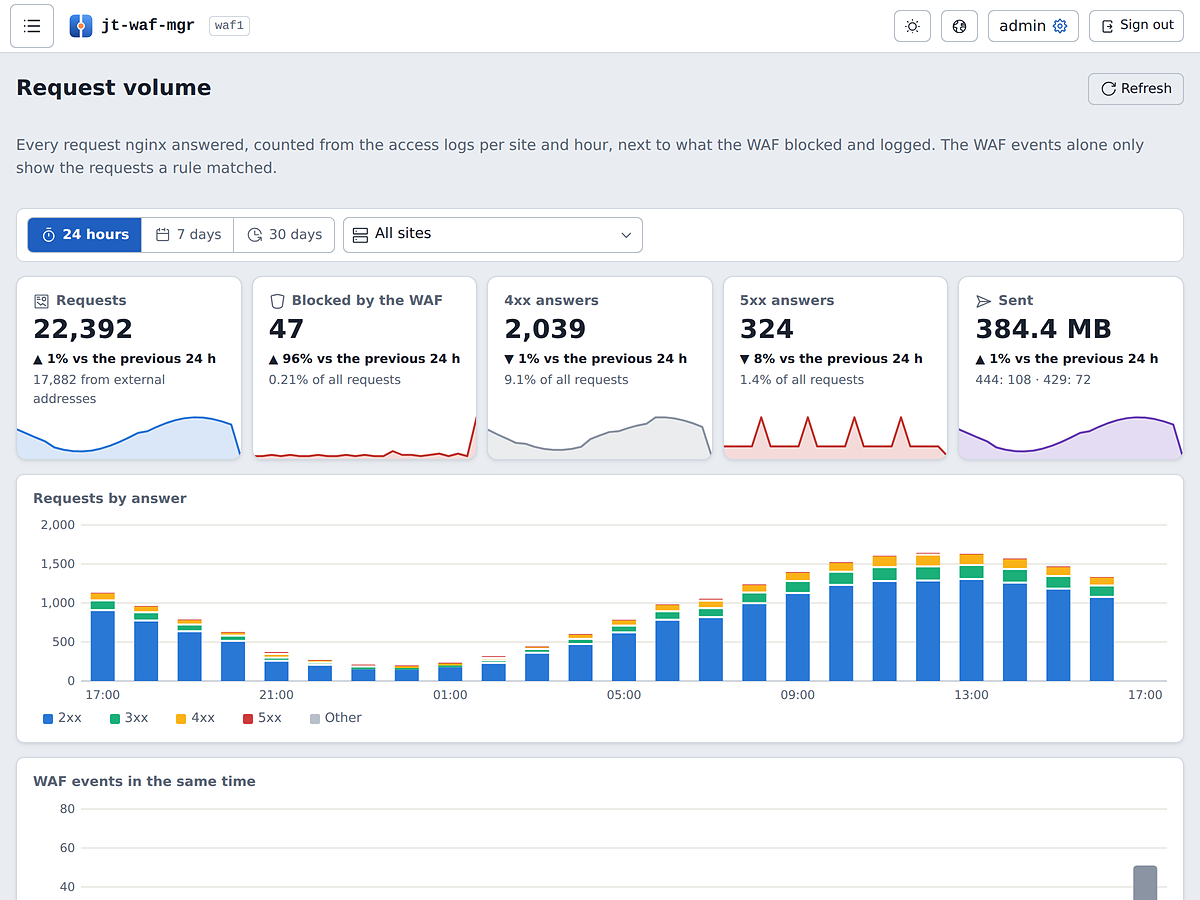 jt-waf-mgr
waf1
admin
Sign out
Request volume
Refresh
Every request nginx answered, counted from the access logs per site and hour, next to what the WAF blocked and logged. The WAF events alone only
show the requests a rule matched.
24 hours
7 days
30 days
All sites
Requests
22,392
▲ 1% vs the previous 24 h
17,882 from external
addresses
Blocked by the WAF
47
▲ 96% vs the previous 24 h
0.21% of all requests
4xx answers
2,039
▼ 1% vs the previous 24 h
9.1% of all requests
5xx answers
324
▼ 8% vs the previous 24 h
1.4% of all requests
Sent
384.4 MB
▲ 1% vs the previous 24 h
444: 108 · 429: 72
Requests by answer
2,000
1,500
1,000
500
0
17:00 21:00 01:00 05:00 09:00 13:00 17:00
2xx 3xx 4xx 5xx Other
WAF events in the same time
80
60
40